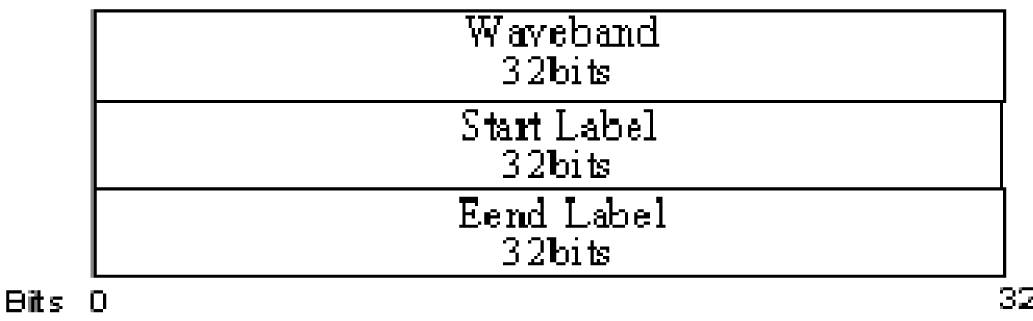 Waveband
32bits
Start Label
32bits
Eend Label
32bits
Bits 0 32